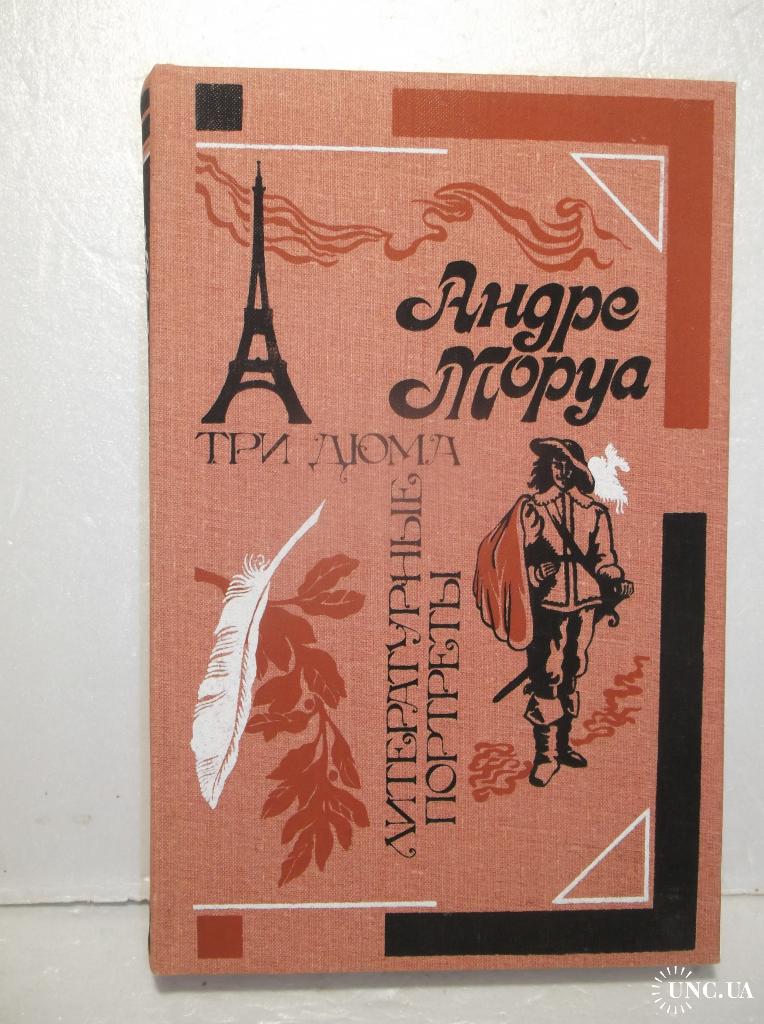 Андре
Моруа
ТРИ ДЮМА
ЛИТЕРАТУРНЫЕ
ПОРТРЕТЫ
UNC.UA